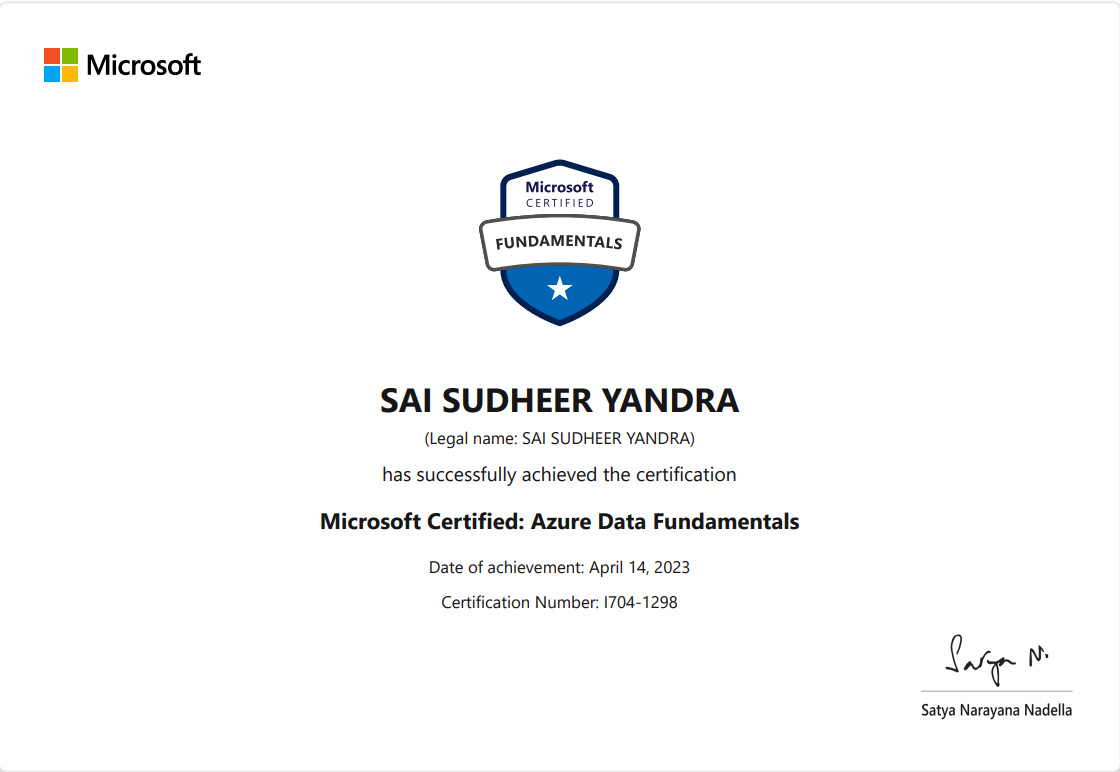 Microsoft
Microsoft
CERTIFIED
FUNDAMENTALS
SAI SUDHEER YANDRA
(Legal name: SAI SUDHEER YANDRA)
has successfully achieved the certification
Microsoft Certified: Azure Data Fundamentals
Date of achievement: April 14, 2023
Certification Number: I704-1298
Satya N.
Satya Narayana Nadella